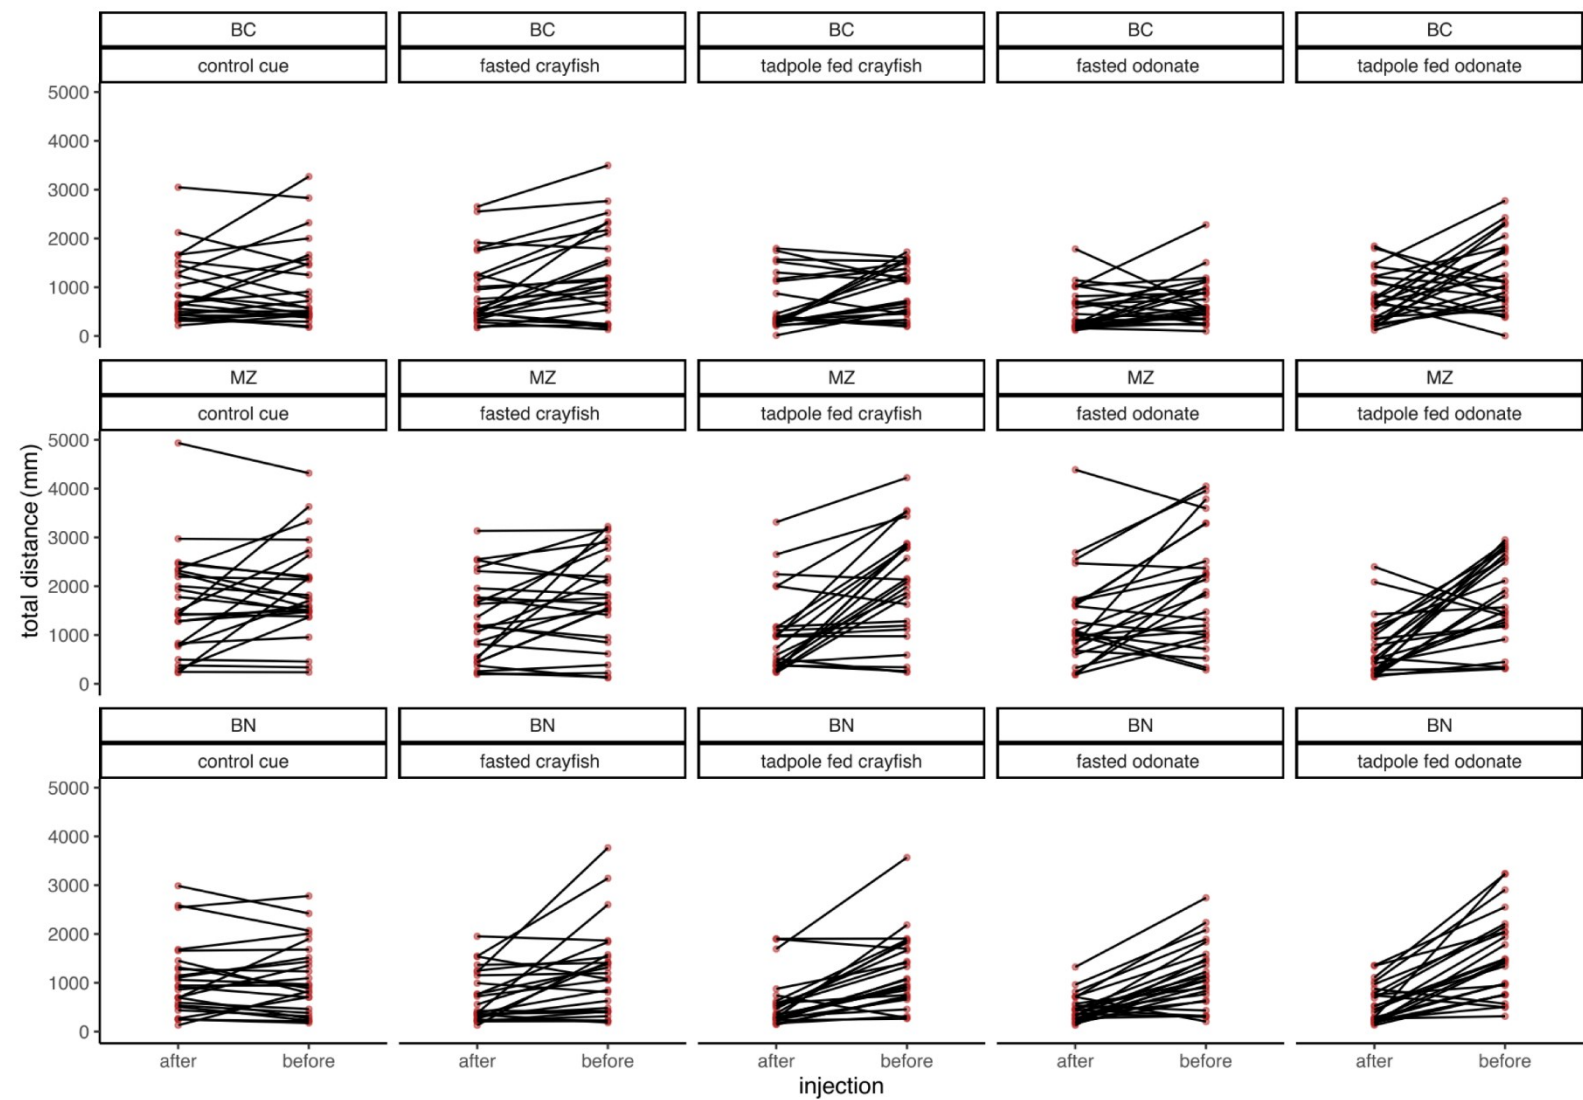 BC BC BC BC BC
control cue fasted crayfish tadpole fed crayfish fasted odonate tadpole fed odonate
5000
4000
3000
2000
1000
0
MZ MZ MZ MZ MZ
control cue fasted crayfish tadpole fed crayfish fasted odonate tadpole fed odonate
5000
4000
3000
2000
1000
0
total distance (mm)
BN BN BN BN BN
control cue fasted crayfish tadpole fed crayfish fasted odonate tadpole fed odonate
5000
4000
3000
2000
1000
0
after before after before after before after before after before
injection